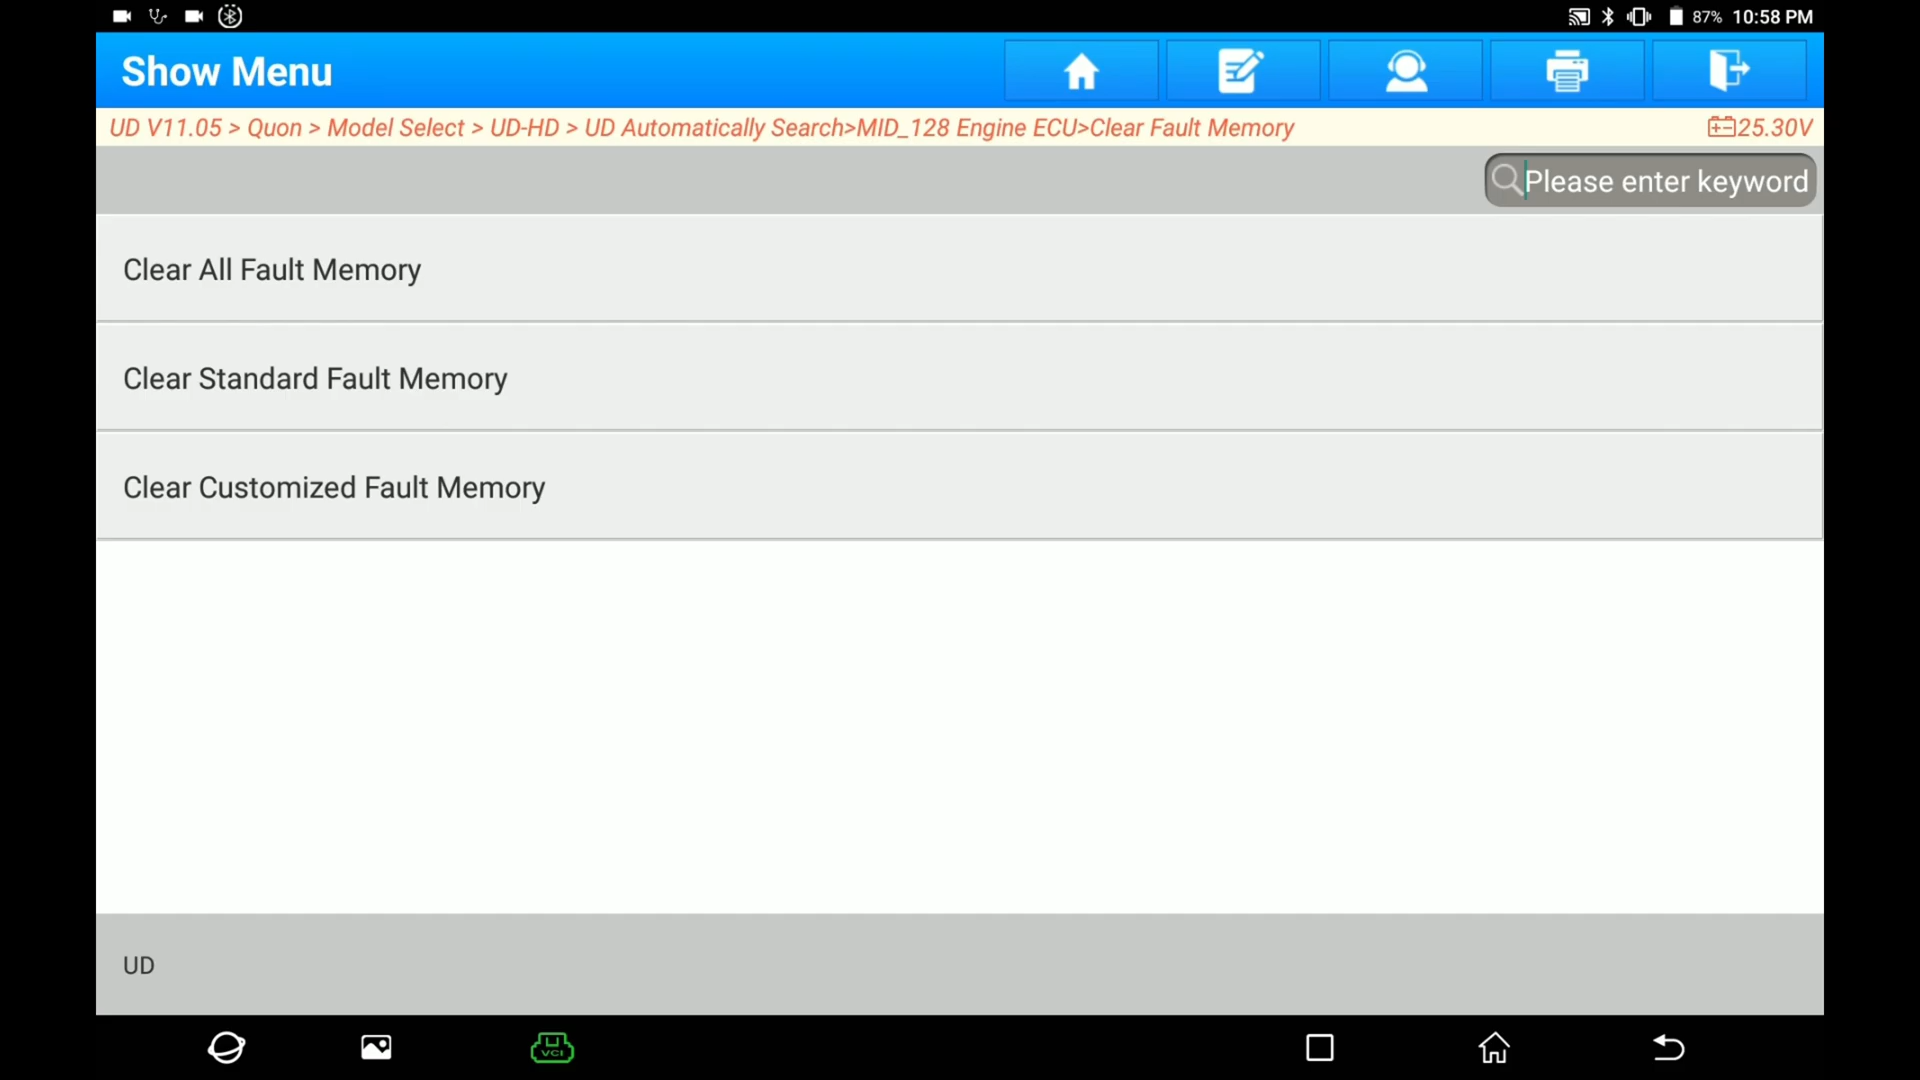 87% 10:58 PM
Show Menu
UD V11.05 > Quon > Model Select > UD-HD > UD Automatically Search>MID_128 Engine ECU>Clear Fault Memory
25.30V
Please enter keyword
Clear All Fault Memory
Clear Standard Fault Memory
Clear Customized Fault Memory
UD
VCI